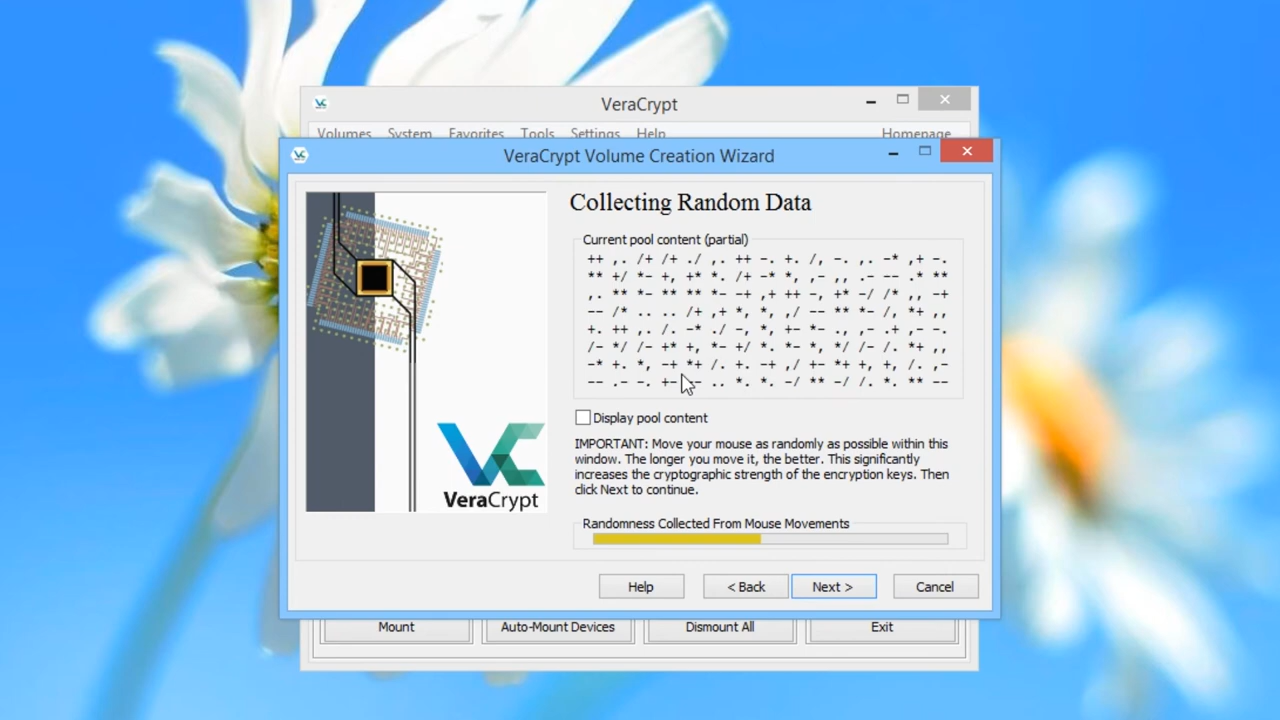 VeraCrypt
Volumes System Favorites Tools Settings Help Homepage
VeraCrypt Volume Creation Wizard
Collecting Random Data
Current pool content (partial)
++ ,. /+ /+ ./ ,. ++ -. +. /, -. ,. -* ,+ -.
** +/ *- +, +* *. /+ -* *, ,- ,, .- -- .* **
,. ** *- ** ** *- -+ ,+ ++ -, +* -/ /* ,, -+
-- /* .. .. /+ ,+ *, *, ,/ -- ** *- /, *+ ,,
+. ++ ,. /. -* ./ -, *, +- *- ., ,- .+ ,- -.
/- */ /- +* +, *- +/ *. *- *, */ /- /. *+ ,,
-* +. *, -+ *+ /. +. -+ ,/ +- *+ +, +, /. ,-
-- .- -. +- .. *. *. -/ ** -/ /. *. ** --
Display pool content
IMPORTANT: Move your mouse as randomly as possible within this
window. The longer you move it, the better. This significantly
increases the cryptographic strength of the encryption keys. Then
click Next to continue.
VeraCrypt
Randomness Collected From Mouse Movements
Help < Back Next > Cancel
Mount Auto-Mount Devices Dismount All Exit